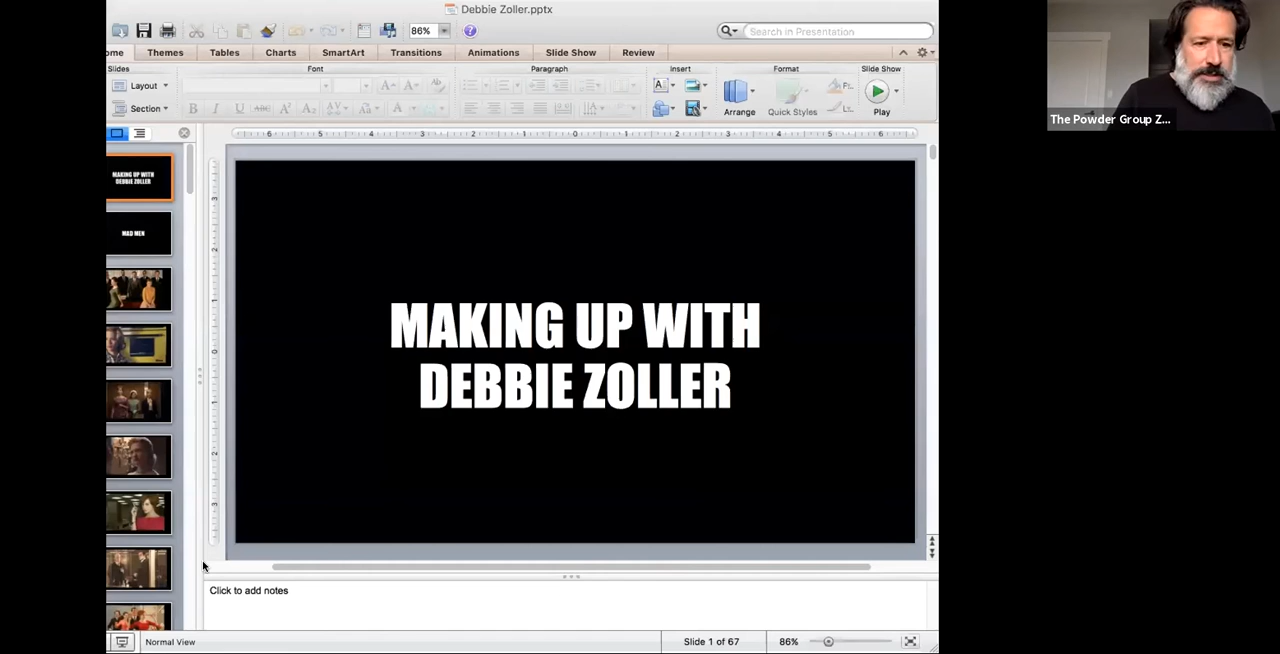 Debbie Zoller.pptx
86%
Search in Presentation
ome
Themes
Tables
Charts
SmartArt
Transitions
Animations
Slide Show
Review
Slides
Font
Paragraph
Insert
Format
Slide Show
Layout
Section
Arrange
Quick Styles
Play
MAKING UP WITH
DEBBIE ZOLLER
MAD MEN
MAKING UP WITH
DEBBIE ZOLLER
Click to add notes
Normal View
Slide 1 of 67
86%
The Powder Group Z...